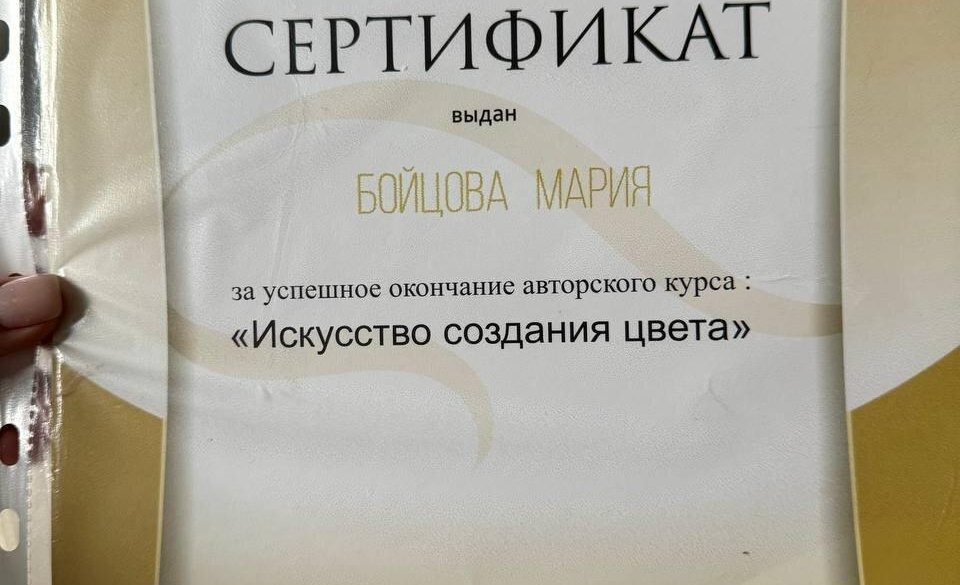 СЕРТИФИКАТ
выдан
БОЙЦОВА МАРИЯ
за успешное окончание авторского курса :
«Искусство создания цвета»